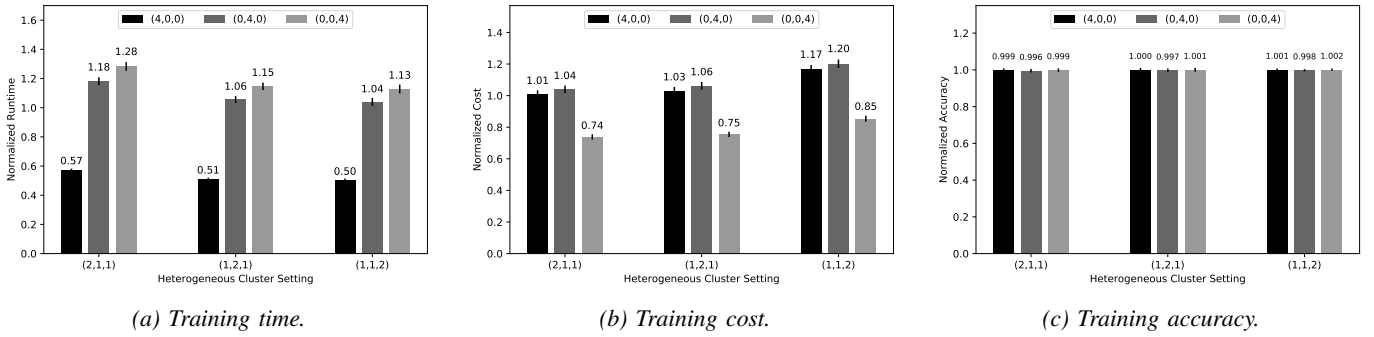 (4,0,0) (0,4,0) (0,0,4)
Normalized Runtime
1.6
1.4
1.2
1.0
0.8
0.6
0.4
0.2
0.0
0.57 1.18 1.28
0.51 1.06 1.15
0.50 1.04 1.13
(2,1,1) (1,2,1) (1,1,2)
Heterogeneous Cluster Setting
(a) Training time.
(4,0,0) (0,4,0) (0,0,4)
Normalized Cost
1.4
1.2
1.0
0.8
0.6
0.4
0.2
0.0
1.01 1.04 0.74
1.03 1.06 0.75
1.17 1.20 0.85
(2,1,1) (1,2,1) (1,1,2)
Heterogeneous Cluster Setting
(b) Training cost.
(4,0,0) (0,4,0) (0,0,4)
Normalized Accuracy
1.2
1.0
0.8
0.6
0.4
0.2
0.0
0.999 0.996 0.999
1.000 0.997 1.001
1.001 0.998 1.002
(2,1,1) (1,2,1) (1,1,2)
Heterogeneous Cluster Setting
(c) Training accuracy.